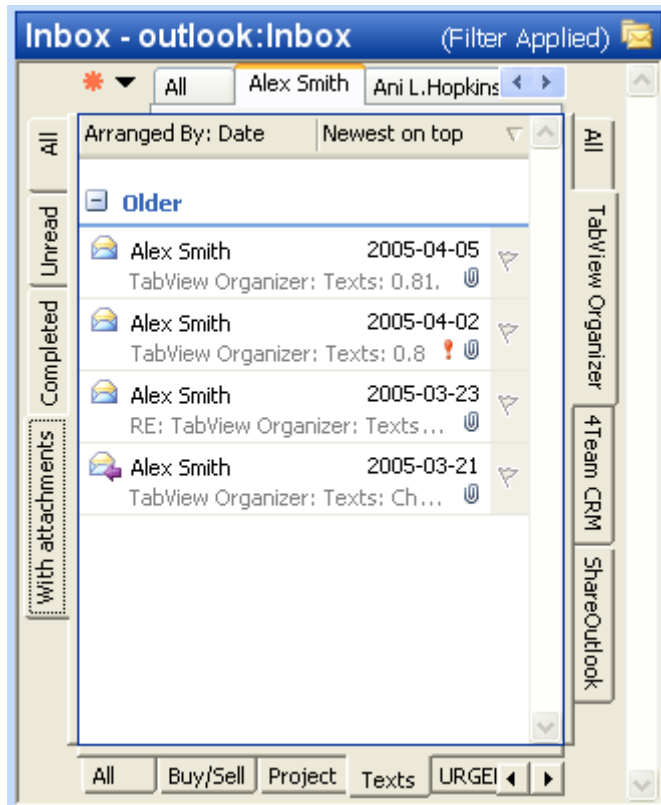 Inbox - outlook:Inbox (Filter Applied)
All Alex Smith Ani L.Hopkins
Arranged By: Date Newest on top
Older
Alex Smith 2005-04-05
TabView Organizer: Texts: 0.81.
Alex Smith 2005-04-02
TabView Organizer: Texts: 0.8
Alex Smith 2005-03-23
RE: TabView Organizer: Texts...
Alex Smith 2005-03-21
TabView Organizer: Texts: Ch...
All
Unread
Completed
With attachments
All
TabView Organizer
4Team CRM
ShareOutlook
All Buy/Sell Project Texts URGE